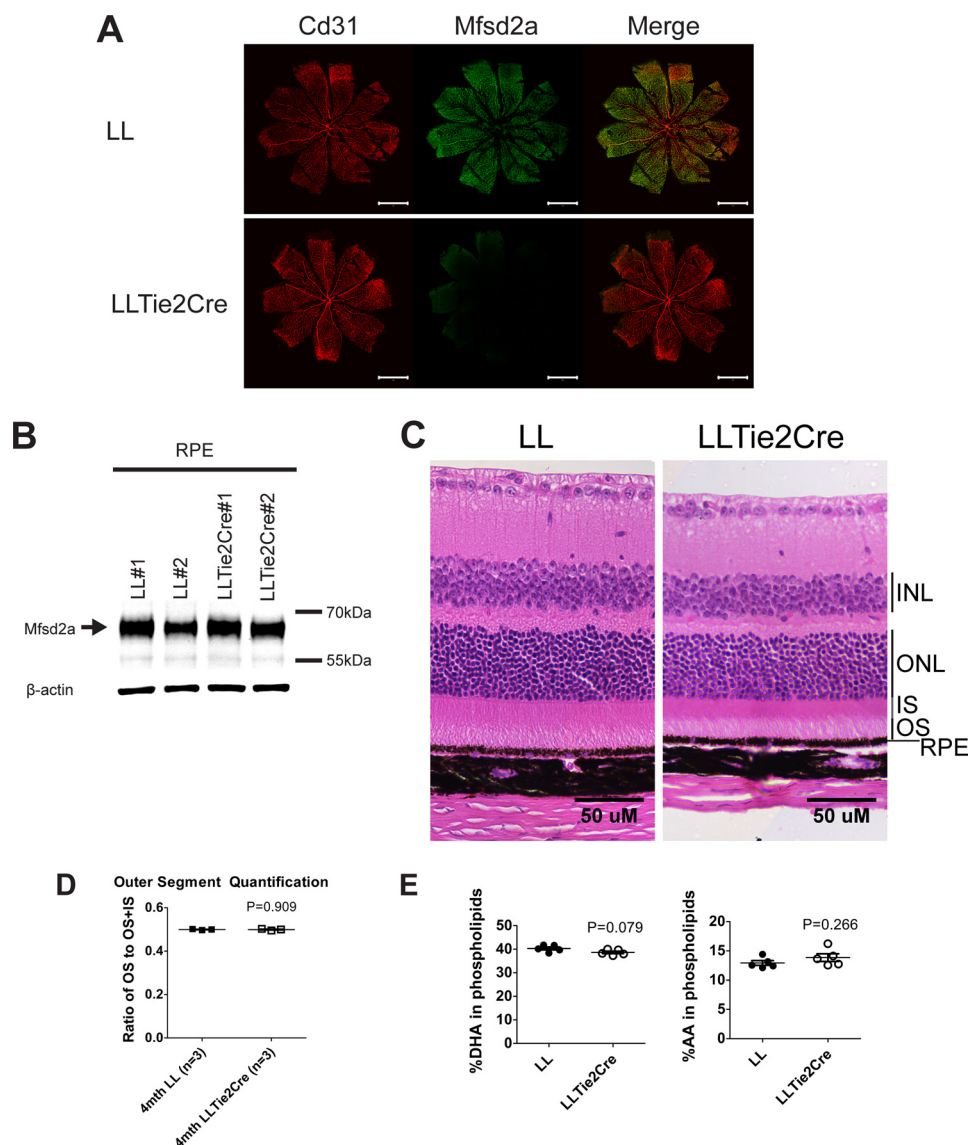 A
Cd31 Mfsd2a Merge
LL
LLTie2Cre
B
RPE
LL#1
LL#2
LLTie2Cre#1
LLTie2Cre#2
Mfsd2a
70kDa
55kDa
β-actin
C
LL LLTie2Cre
INL
ONL
IS
OS
RPE
50 uM 50 uM
D
Outer Segment Quantification
P=0.909
Ratio of OS to OS+IS
0.6
0.4
0.2
0.0
4mth LL (n=3)
4mth LLTie2Cre (n=3)
E
%DHA in phospholipids
P=0.079
50
40
30
20
10
0
LL
LLTie2Cre
%AA in phospholipids
P=0.266
20
15
10
5
0
LL
LLTie2Cre